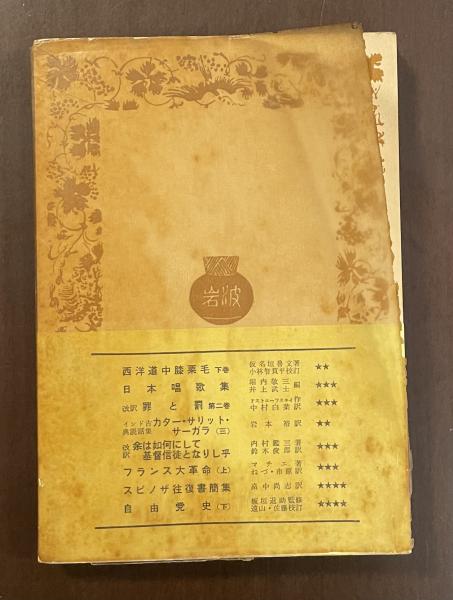 岩波
西洋道中膝栗毛 下巻 仮名垣魯文著 小林智賀平校訂 ★★
日本唱歌集 堀内敬三 井上武士 編 ★★★
改訳 罪と罰 第二巻 ドストエーフスキイ作 中村白葉訳 ★★★
インド古典説話集 カター・サリット・サーガラ(三) 岩本裕訳 ★★
改訳 余は如何にして基督信徒となりし乎 内村鑑三著 鈴木俊郎訳 ★★★
フランス大革命(上) マチエ著 ねづ・市原訳 ★★★
スピノザ往復書簡集 畠中尚志訳 ★★★★
自由党史(下) 板垣退助監修 遠山・佐藤校訂 ★★★★